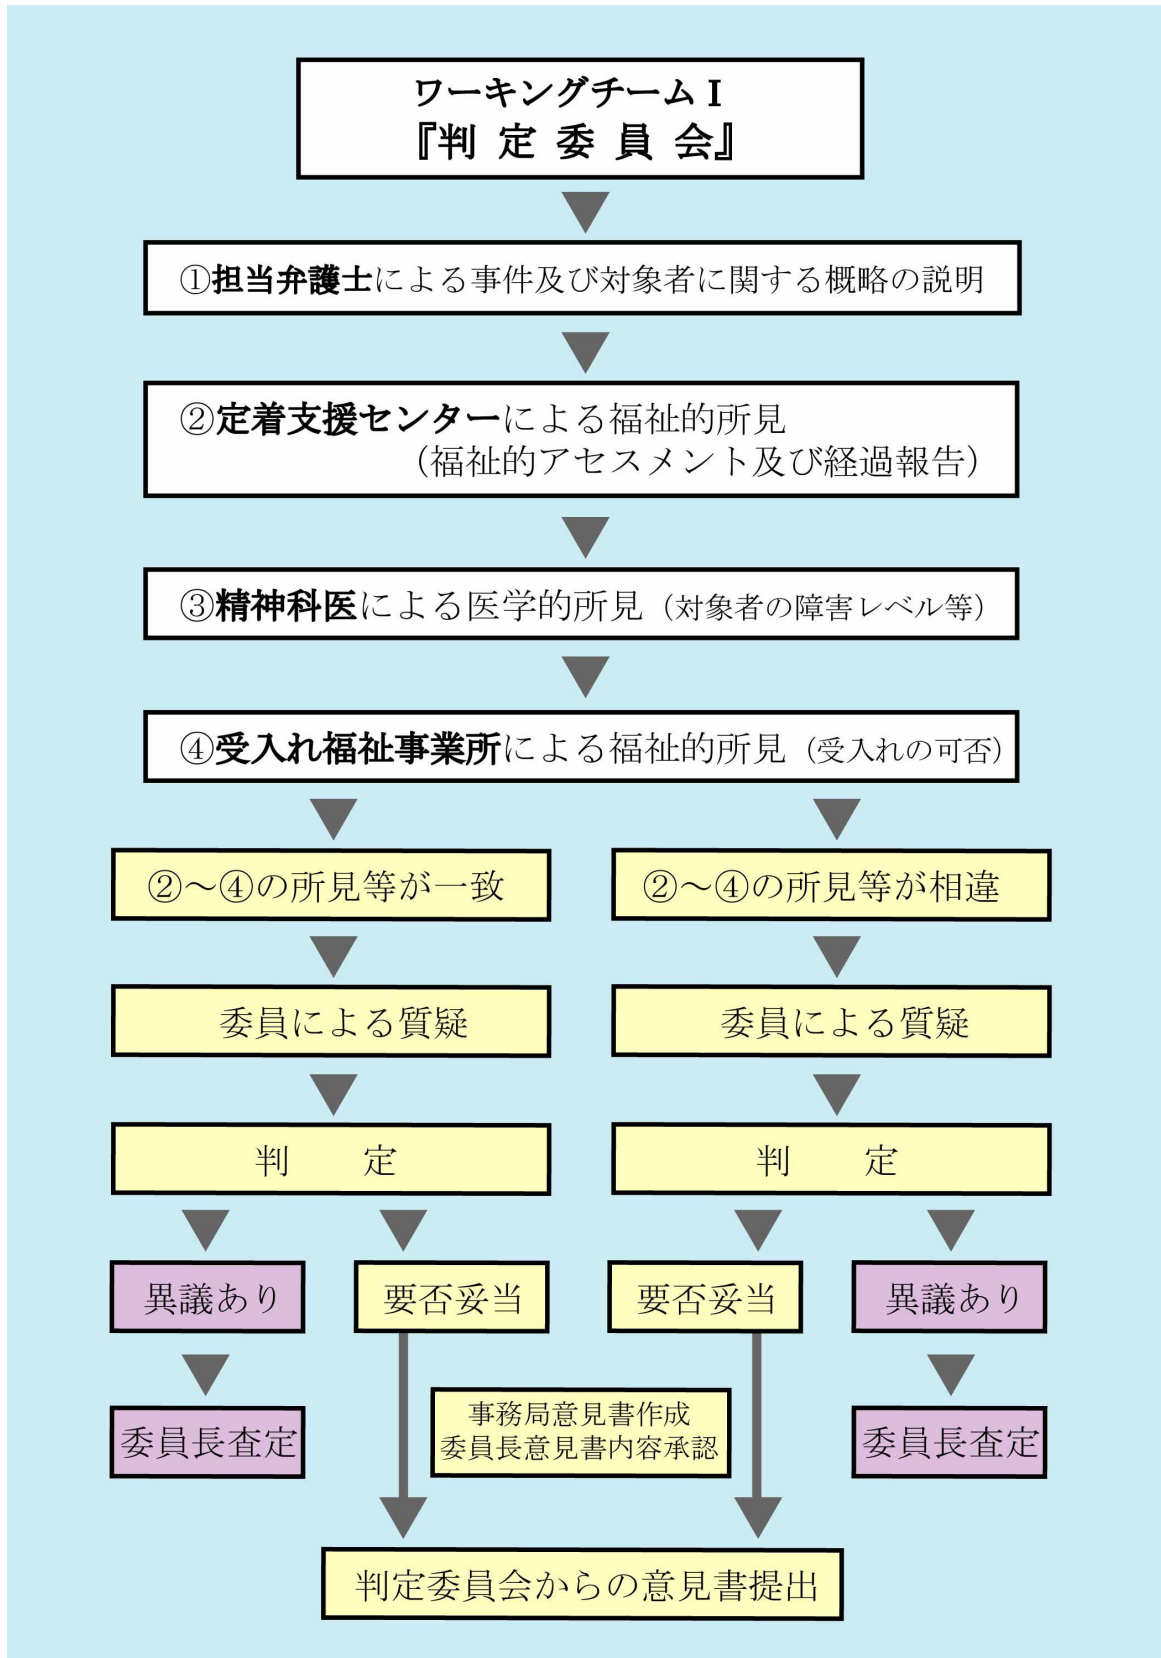 ワーキングチームⅠ
『判定委員会』
①担当弁護士による事件及び対象者に関する概略の説明
②定着支援センターによる福祉的所見
（福祉的アセスメント及び経過報告）
③精神科医による医学的所見（対象者の障害レベル等）
④受入れ福祉事業所による福祉的所見（受入れの可否）
②～④の所見等が一致
②～④の所見等が相違
委員による質疑
委員による質疑
判　定
判　定
異議あり
要否妥当
要否妥当
異議あり
委員長査定
事務局意見書作成
委員長意見書内容承認
委員長査定
判定委員会からの意見書提出